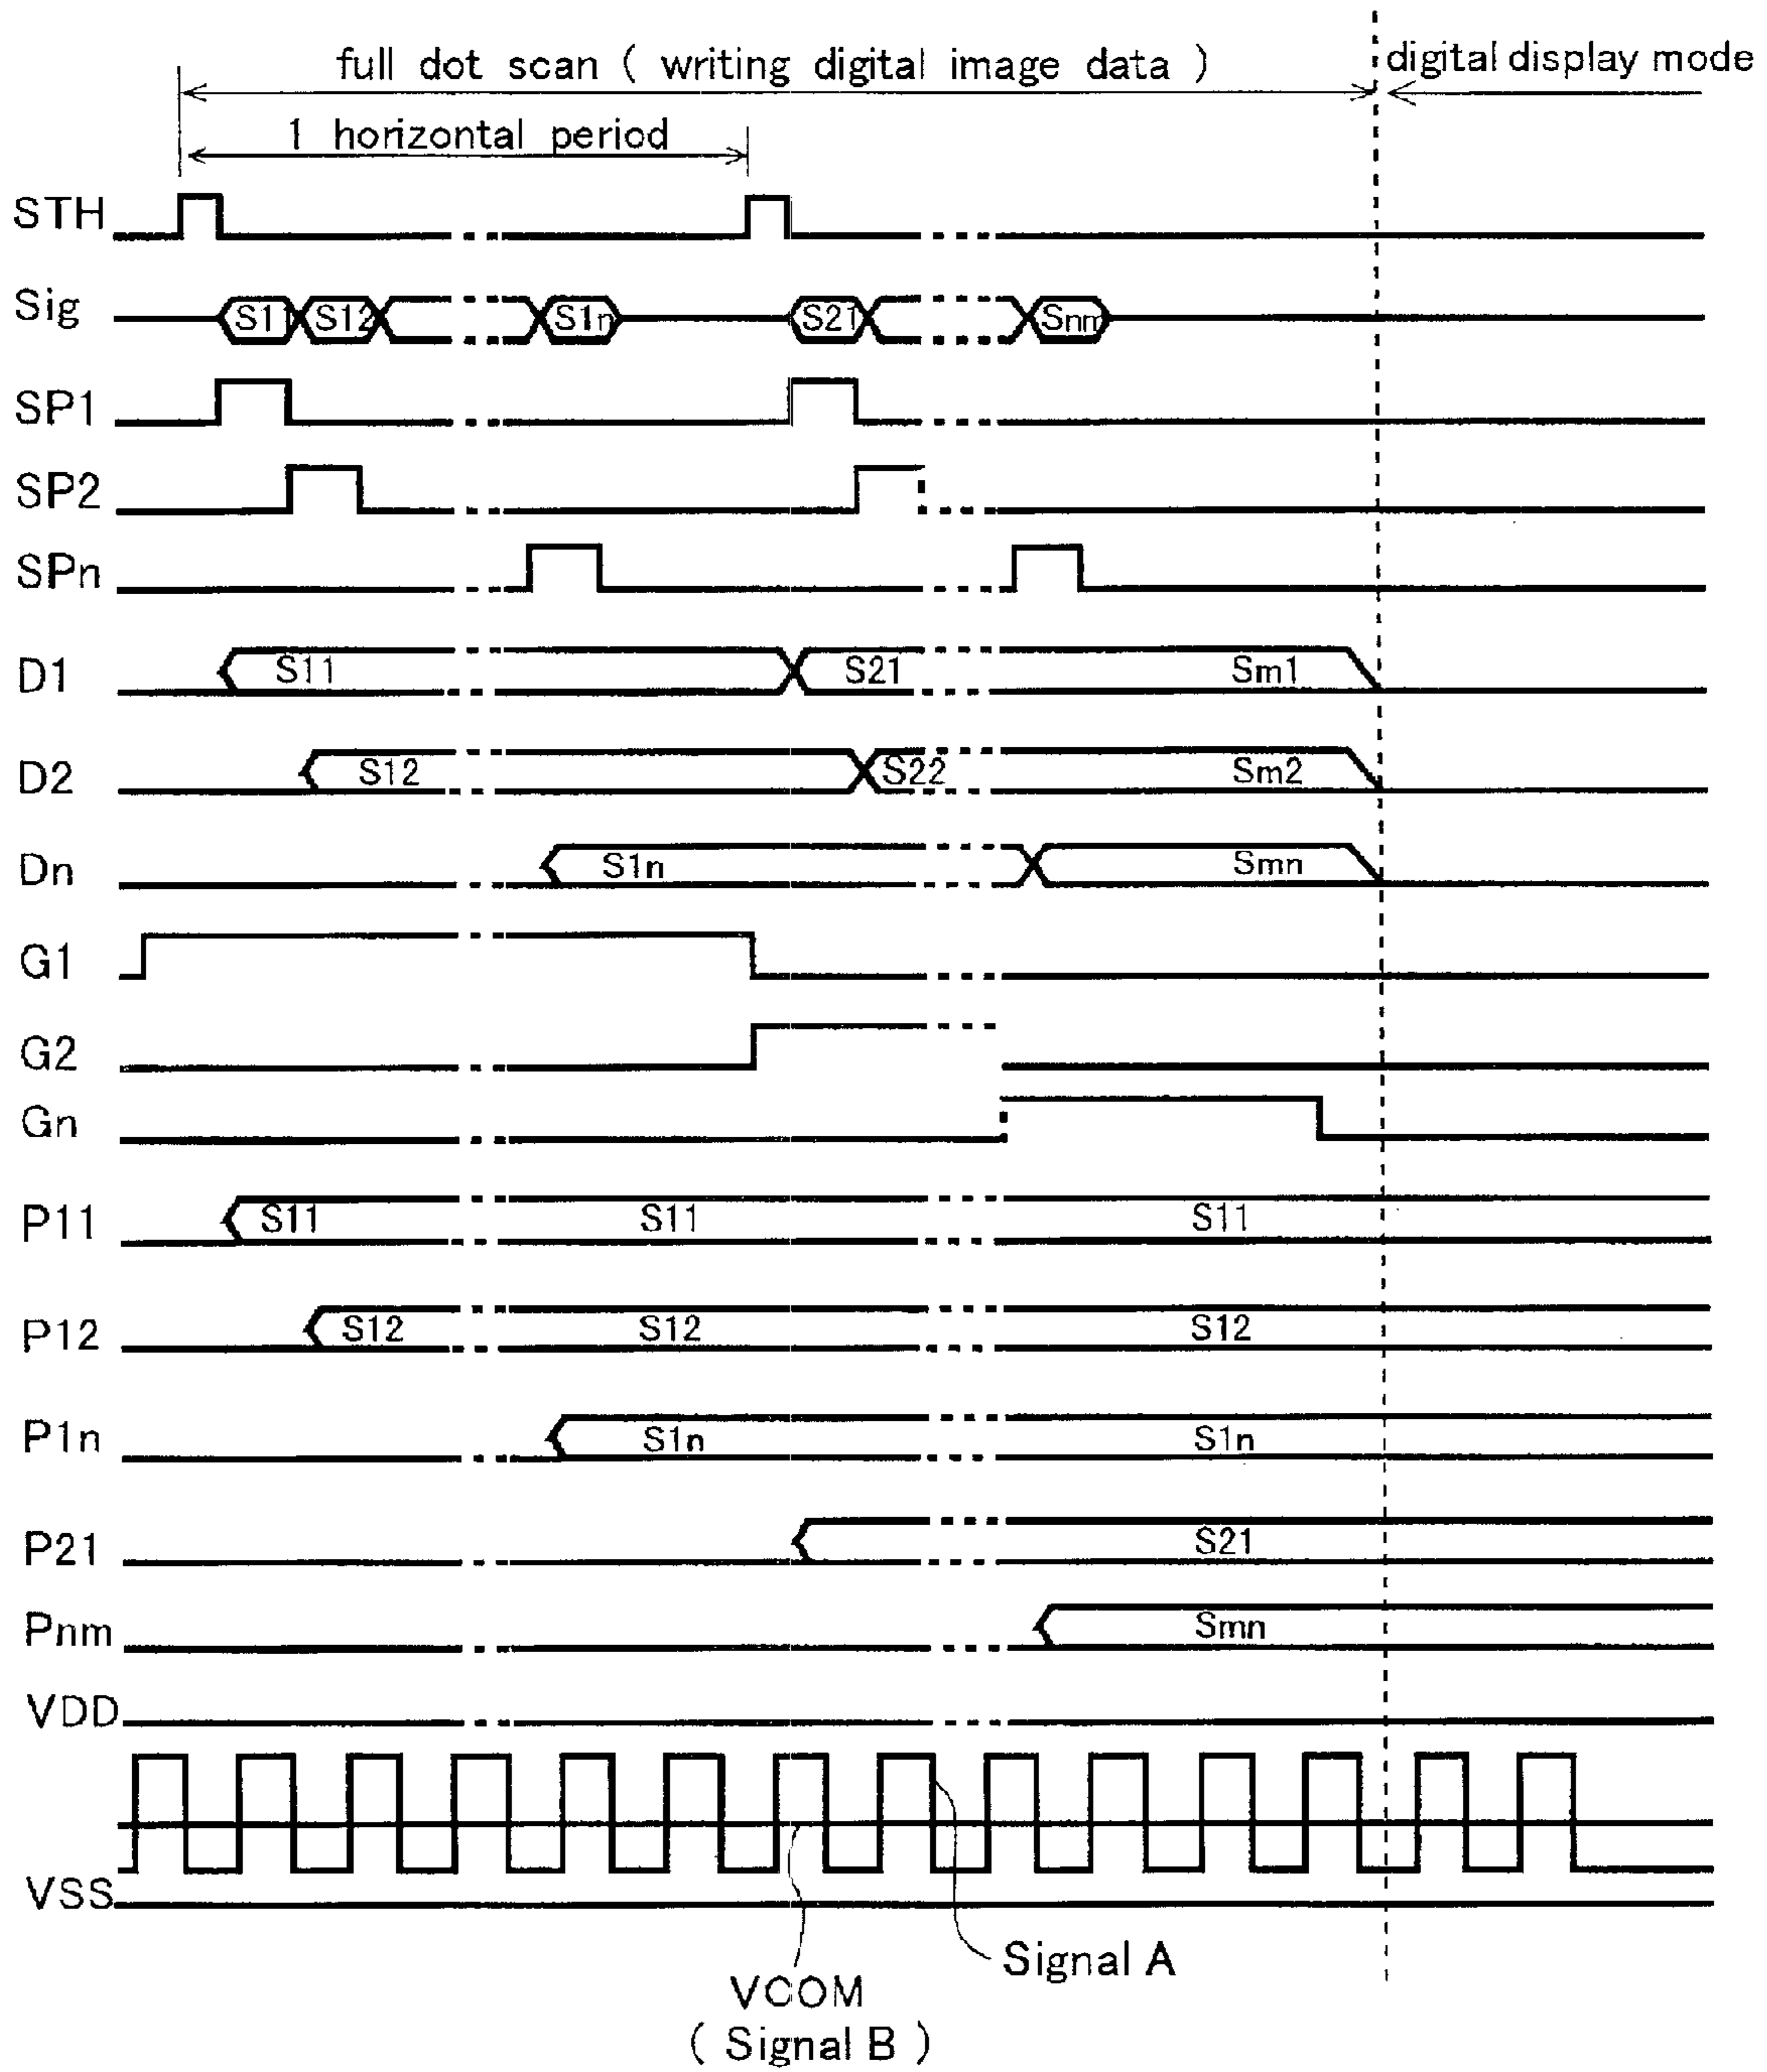 full dot scan ( writing digital image data ) digital display mode
1 horizontal period
STH
Sig S11 S12 S1n S21 Snm
SP1
SP2
SPn
D1 S11 S21 Sm1
D2 S12 S22 Sm2
Dn S1n Smn
G1
G2
Gn
P11 S11 S11 S11
P12 S12 S12 S12
P1n S1n S1n
P21 S21
Pnm Smn
VDD
VSS
Signal A
VCOM
( Signal B )